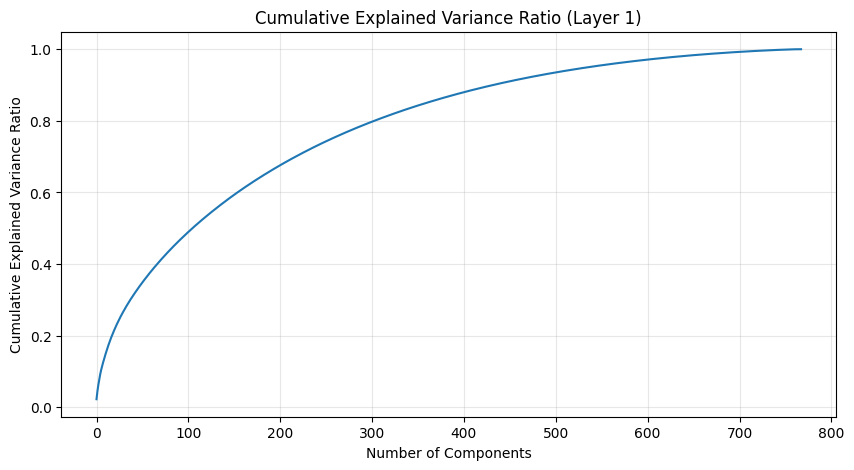 Cumulative Explained Variance Ratio (Layer 1)
Cumulative Explained Variance Ratio
1.0
0.8
0.6
0.4
0.2
0.0
0 100 200 300 400 500 600 700 800
Number of Components